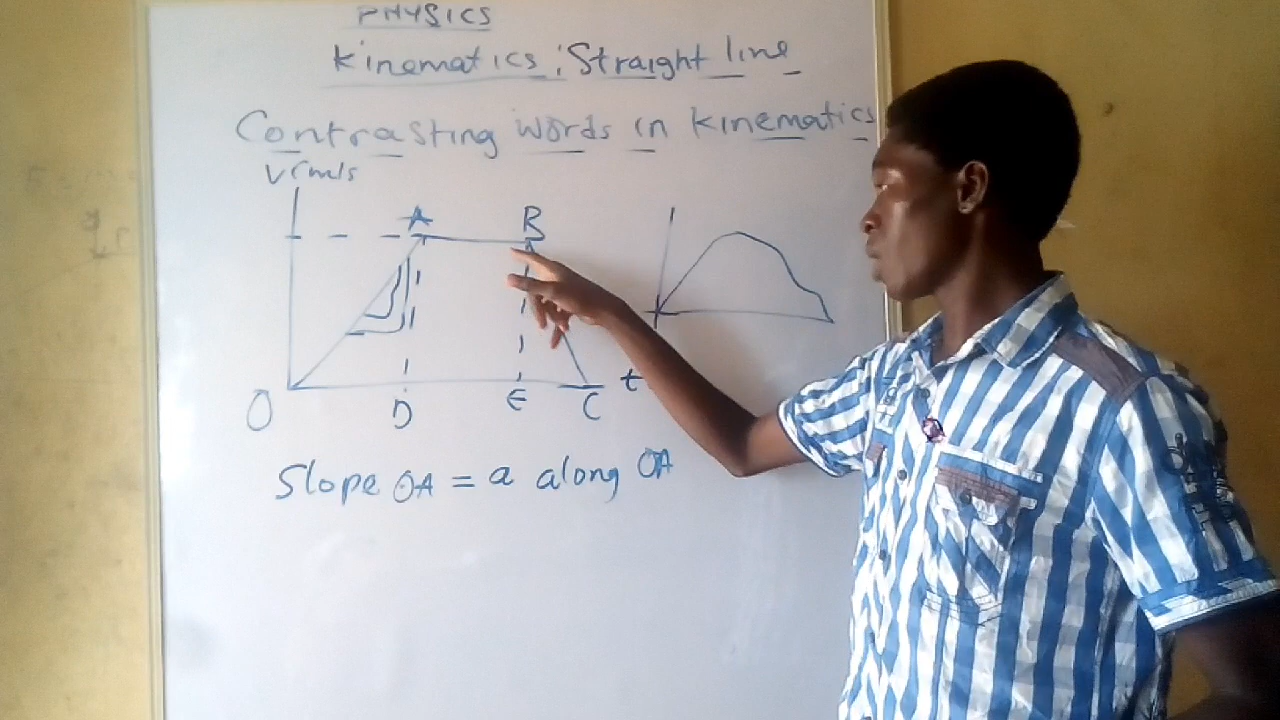 PHYSICS
Kinematics; Straight line
Contrasting words in kinematics
V(m/s
A B
t
O D E C
Slope OA = a along OA